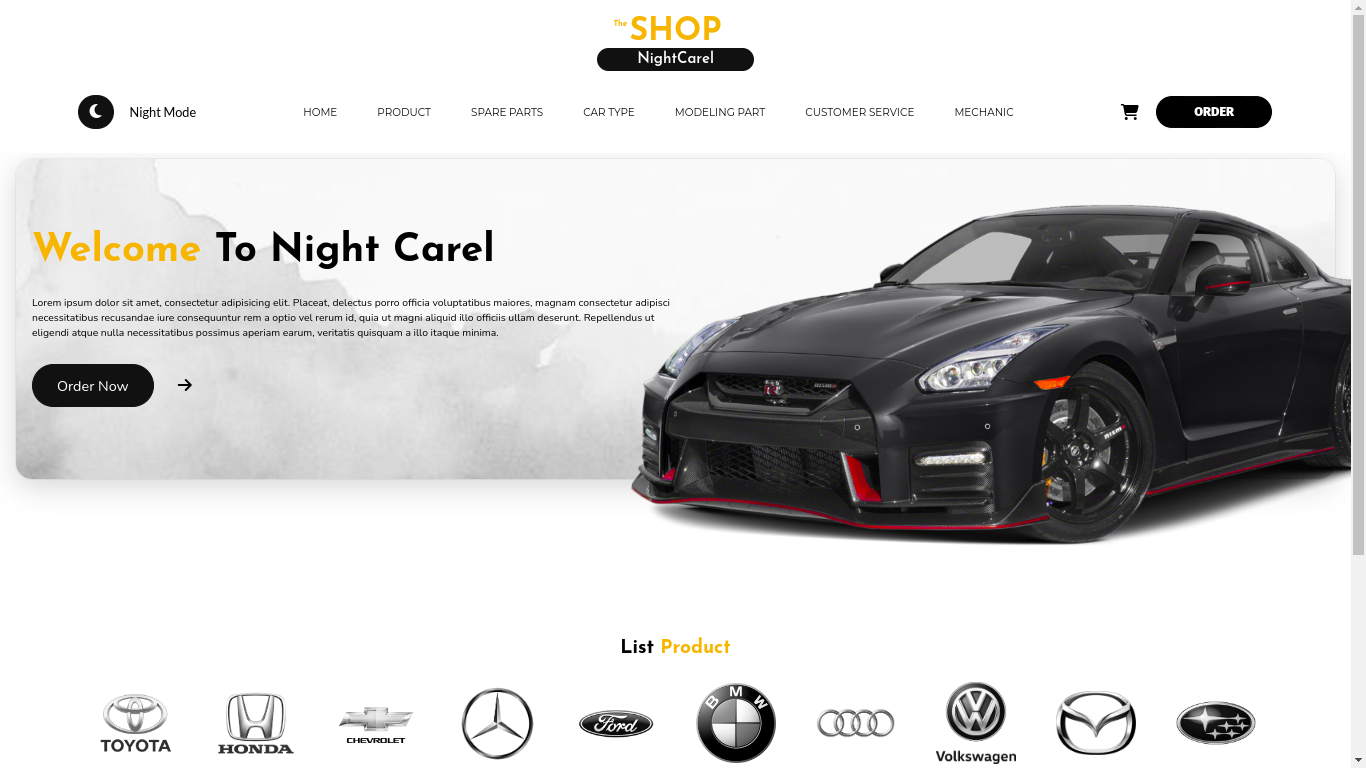 The SHOP
NightCarel
Night Mode
HOME
PRODUCT
SPARE PARTS
CAR TYPE
MODELING PART
CUSTOMER SERVICE
MECHANIC
ORDER
Welcome To Night Carel
Lorem ipsum dolor sit amet, consectetur adipisicing elit. Placeat, delectus porro officia voluptatibus maiores, magnam consectetur adipisci
necessitatibus recusandae iure consequuntur rem a optio vel rerum id, quia ut magni aliquid illo officiis ullam deserunt. Repellendus ut
eligendi atque nulla necessitatibus possimus aperiam earum, veritatis quisquam a illo itaque minima.
Order Now
List Product
TOYOTA
HONDA
CHEVROLET
Ford
BMW
Volkswagen